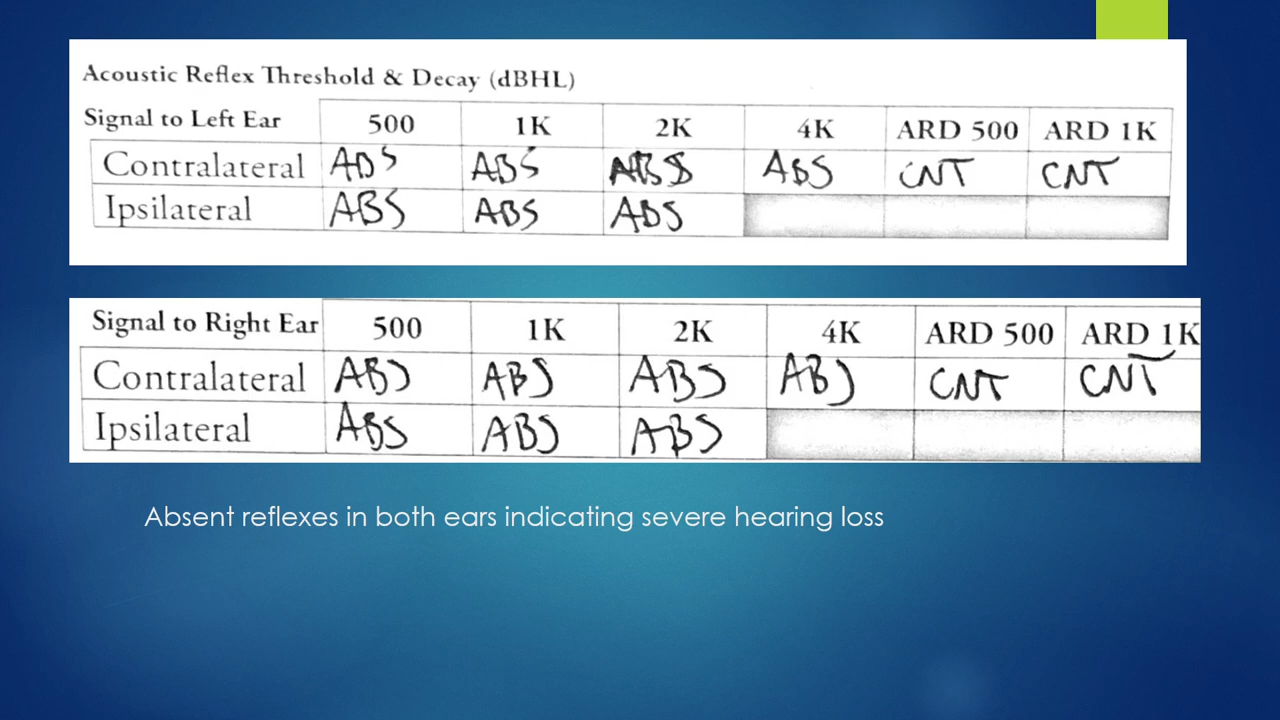 Acoustic Reflex Threshold & Decay (dBHL)
Signal to Left Ear 500 1K 2K 4K ARD 500 ARD 1K
Contralateral ABS ABS ABS ABS CNT CNT
Ipsilateral ABS ABS ABS
Signal to Right Ear 500 1K 2K 4K ARD 500 ARD 1K
Contralateral ABS ABS ABS ABS CNT CNT
Ipsilateral ABS ABS ABS
Absent reflexes in both ears indicating severe hearing loss